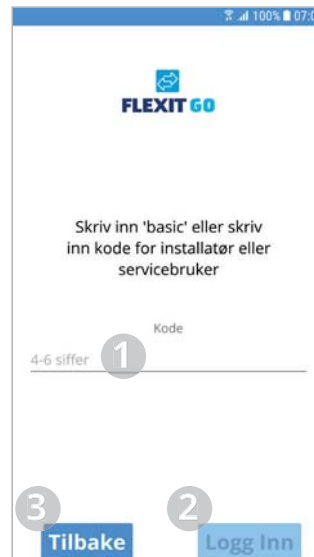 100% 07:0
FLEXIT GO
Skriv inn 'basic' eller skriv
inn kode for installatør eller
servicebruker
Kode
4-6 siffer 1
3 2
Tilbake Logg Inn